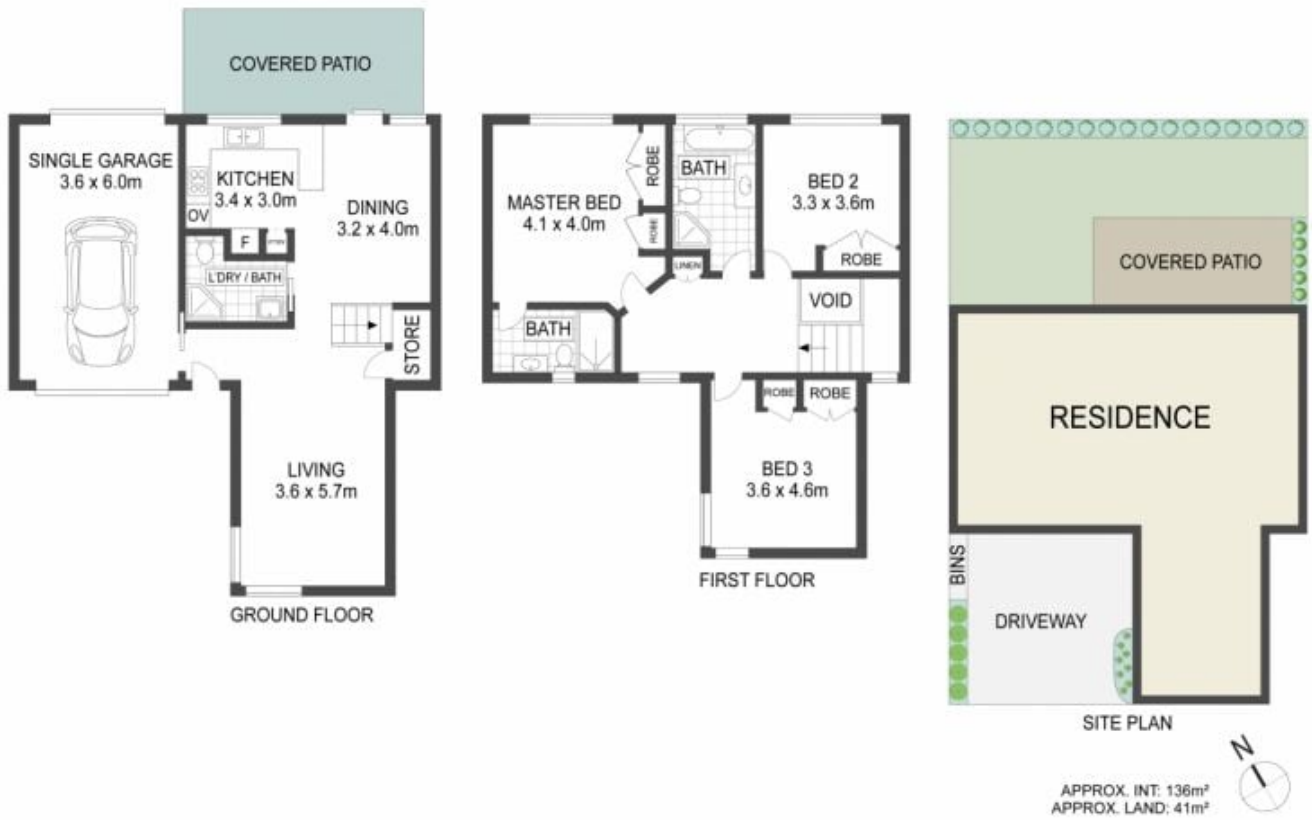 COVERED PATIO
SINGLE GARAGE
3.6 x 6.0m
KITCHEN
3.4 x 3.0m
OV
F
DINING
3.2 x 4.0m
L'DRY / BATH
STORE
LIVING
3.6 x 5.7m
GROUND FLOOR
MASTER BED
4.1 x 4.0m
ROBE
ROBE
BATH
BED 2
3.3 x 3.6m
ROBE
LINEN
VOID
BATH
ROBE
ROBE
BED 3
3.6 x 4.6m
FIRST FLOOR
COVERED PATIO
RESIDENCE
BINS
DRIVEWAY
SITE PLAN
N
APPROX. INT: 136m²
APPROX. LAND: 41m²